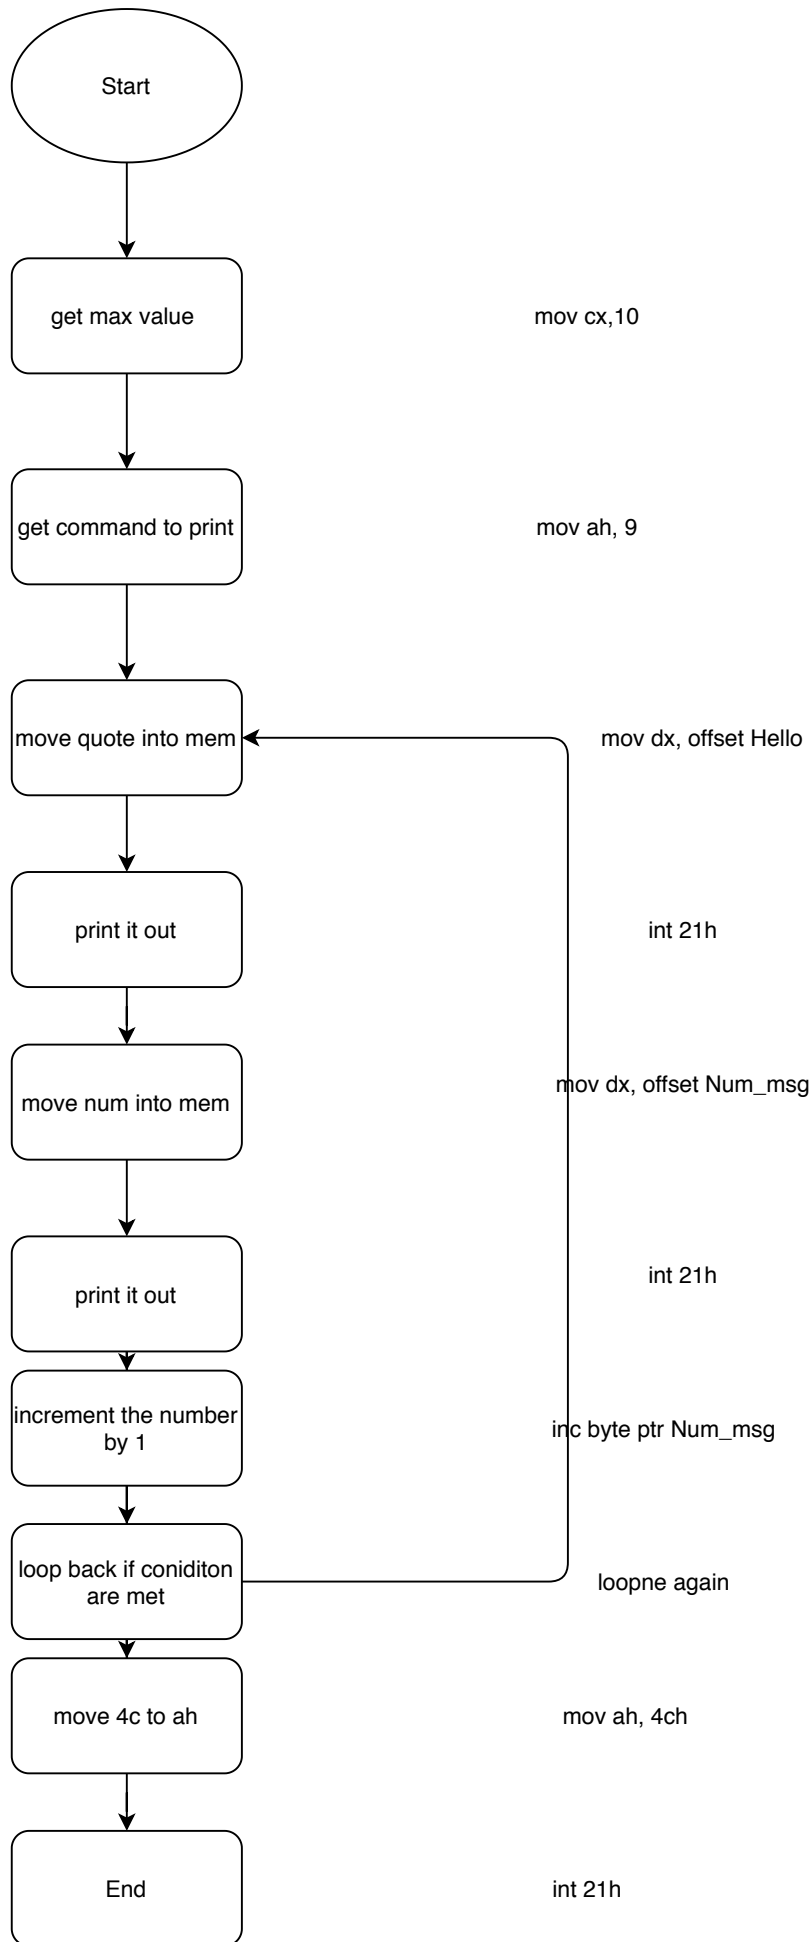 Start
get max value
mov cx,10
get command to print
mov ah, 9
move quote into mem
mov dx, offset Hello
print it out
int 21h
move num into mem
mov dx, offset Num_msg
print it out
int 21h
increment the number
by 1
inc byte ptr Num_msg
loop back if coniditon
are met
loopne again
move 4c to ah
mov ah, 4ch
End
int 21h